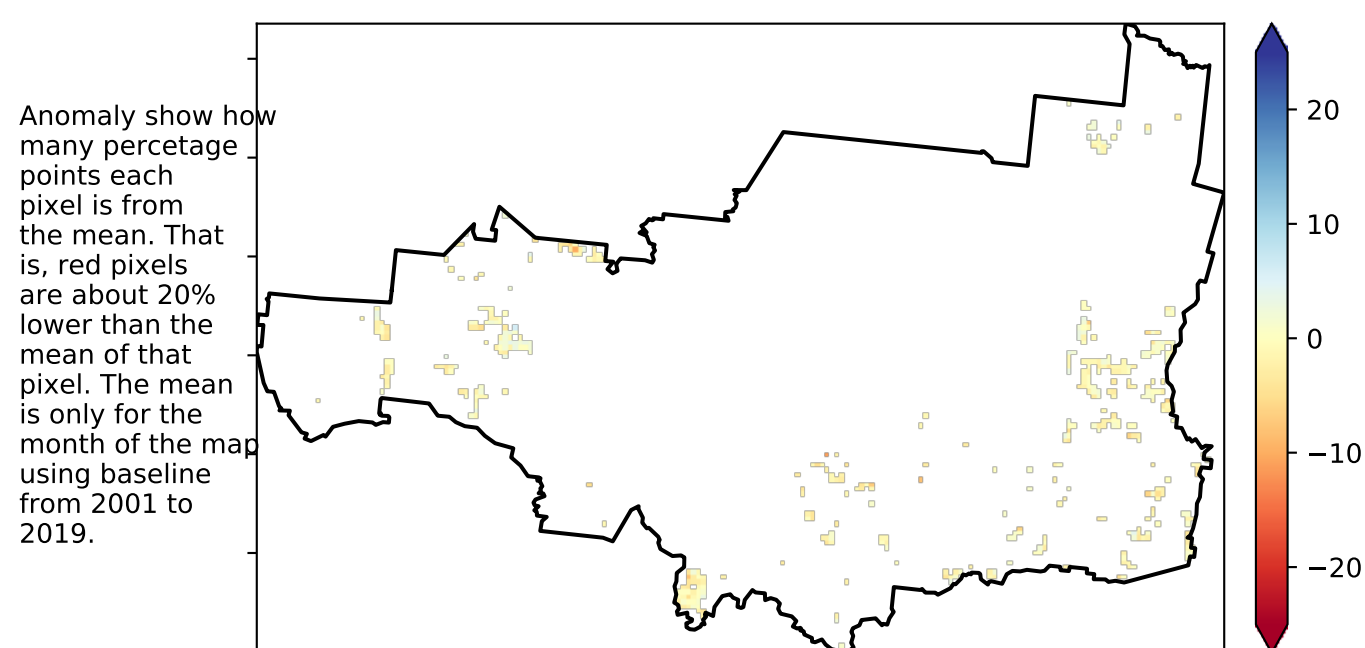 Anomaly show how
many percetage
points each
pixel is from
the mean. That
is, red pixels
are about 20%
lower than the
mean of that
pixel. The mean
is only for the
month of the map
using baseline
from 2001 to
2019.
20
10
0
−10
−20